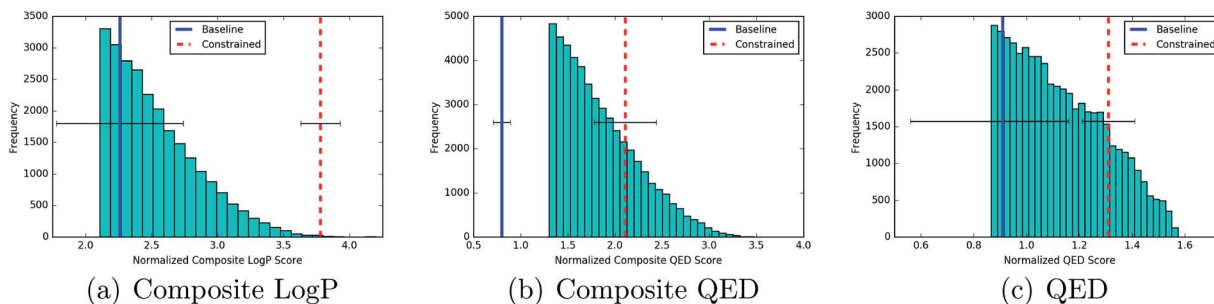 3500
3000
2500
2000
1500
1000
500
0
Frequency
2.0 2.5 3.0 3.5 4.0
Normalized Composite LogP Score
Baseline
Constrained
(a) Composite LogP
5000
4000
3000
2000
1000
0
Frequency
0.5 1.0 1.5 2.0 2.5 3.0 3.5 4.0
Normalized Composite QED Score
Baseline
Constrained
(b) Composite QED
3000
2500
2000
1500
1000
500
0
Frequency
0.6 0.8 1.0 1.2 1.4 1.6
Normalized QED Score
Baseline
Constrained
(c) QED